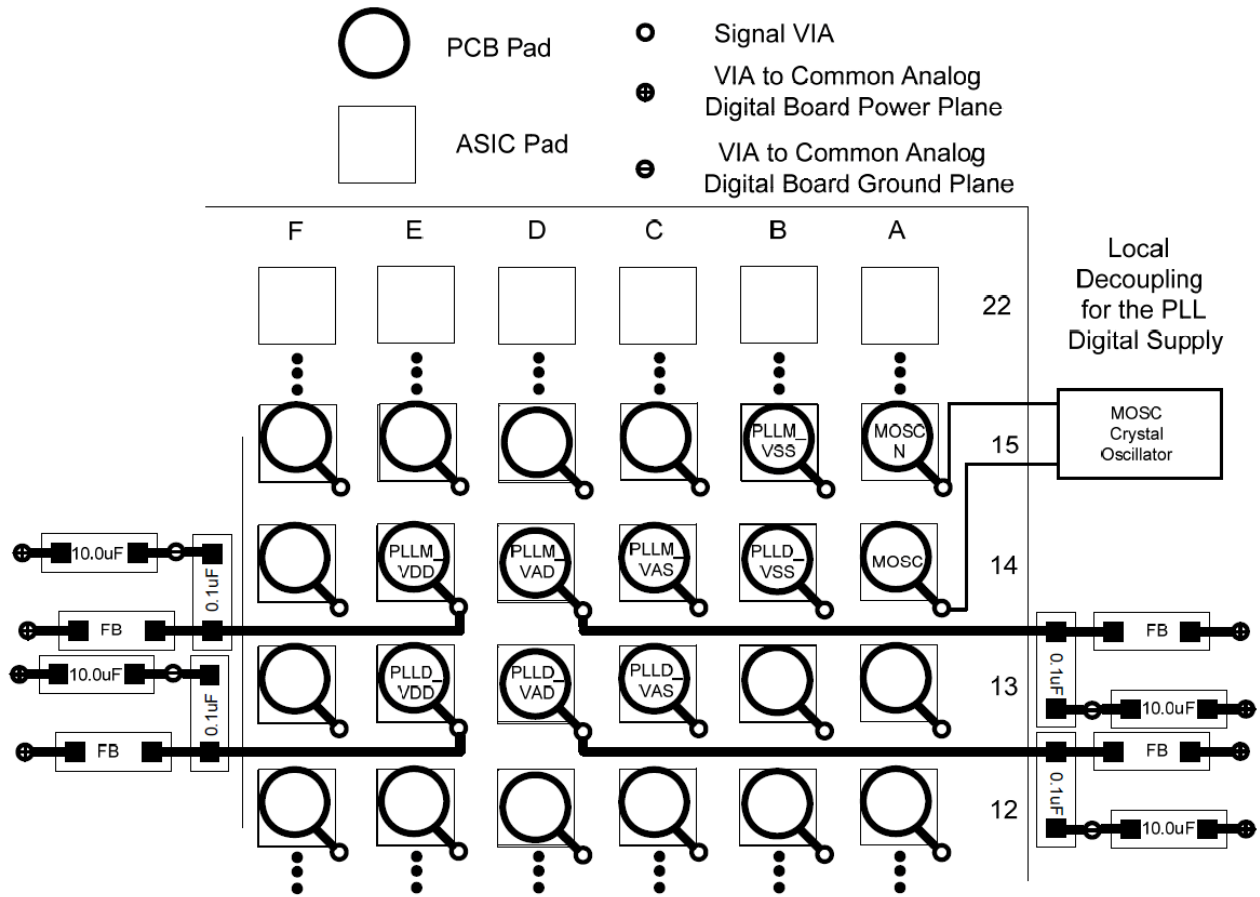 PCB Pad
Signal VIA
VIA to Common Analog
Digital Board Power Plane
ASIC Pad
VIA to Common Analog
Digital Board Ground Plane
F E D C B A
22
Local
Decoupling
for the PLL
Digital Supply
PLLM_
VSS
MOSC
N
15
MOSC
Crystal
Oscillator
10.0uF
0.1uF
FB
PLLM_
VDD
PLLM_
VAD
PLLM_
VAS
PLLD_
VSS
MOSC
14
FB
0.1uF
10.0uF
10.0uF
0.1uF
FB
PLLD_
VDD
PLLD_
VAD
PLLD_
VAS
13
FB
0.1uF
10.0uF
12